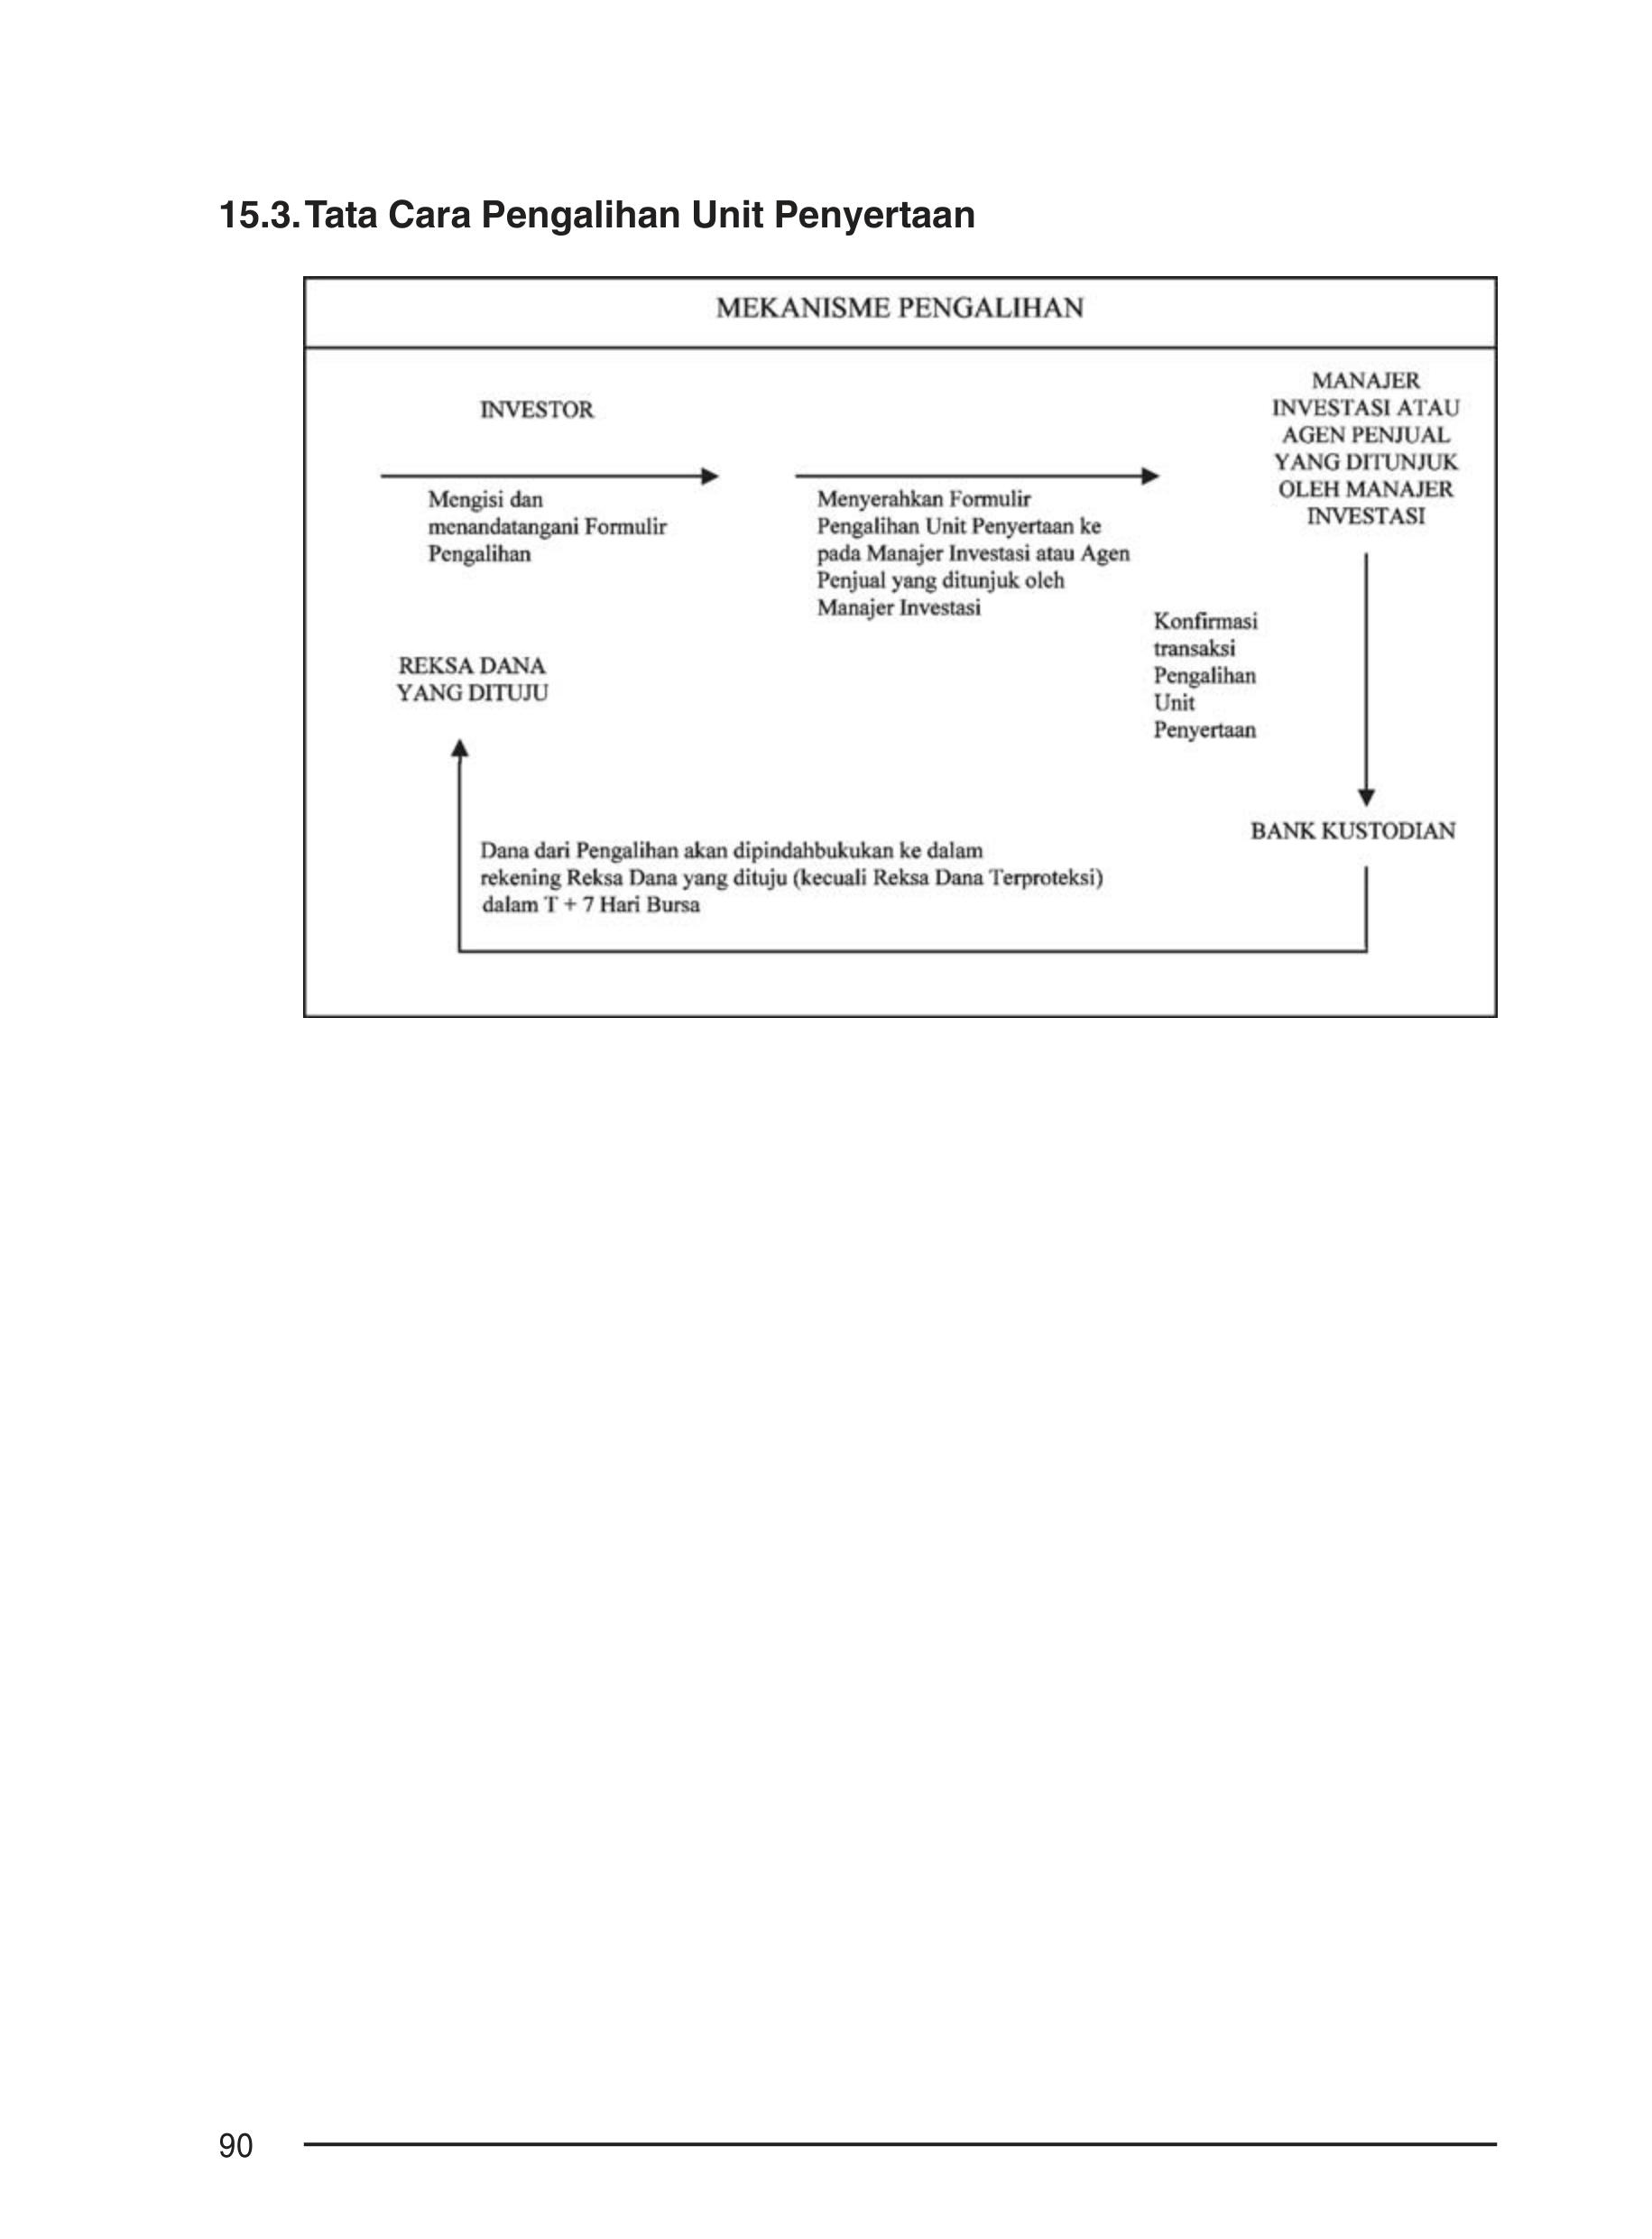 15.3. Tata Cara Pengalihan Unit Penyertaan
MEKANISME PENGALIHAN
INVESTOR
Mengisi dan
menandatangani Formulir
Pengalihan
Menyerahkan Formulir
Pengalihan Unit Penyertaan ke
pada Manajer Investasi atau Agen
Penjual yang ditunjuk oleh
Manajer Investasi
MANAJER
INVESTASI ATAU
AGEN PENJUAL
YANG DITUNJUK
OLEH MANAJER
INVESTASI
Konfirmasi
transaksi
Pengalihan
Unit
Penyertaan
BANK KUSTODIAN
REKSA DANA
YANG DITUJU
Dana dari Pengalihan akan dipindahbukukan ke dalam
rekening Reksa Dana yang dituju (kecuali Reksa Dana Terproteksi)
dalam T + 7 Hari Bursa
90